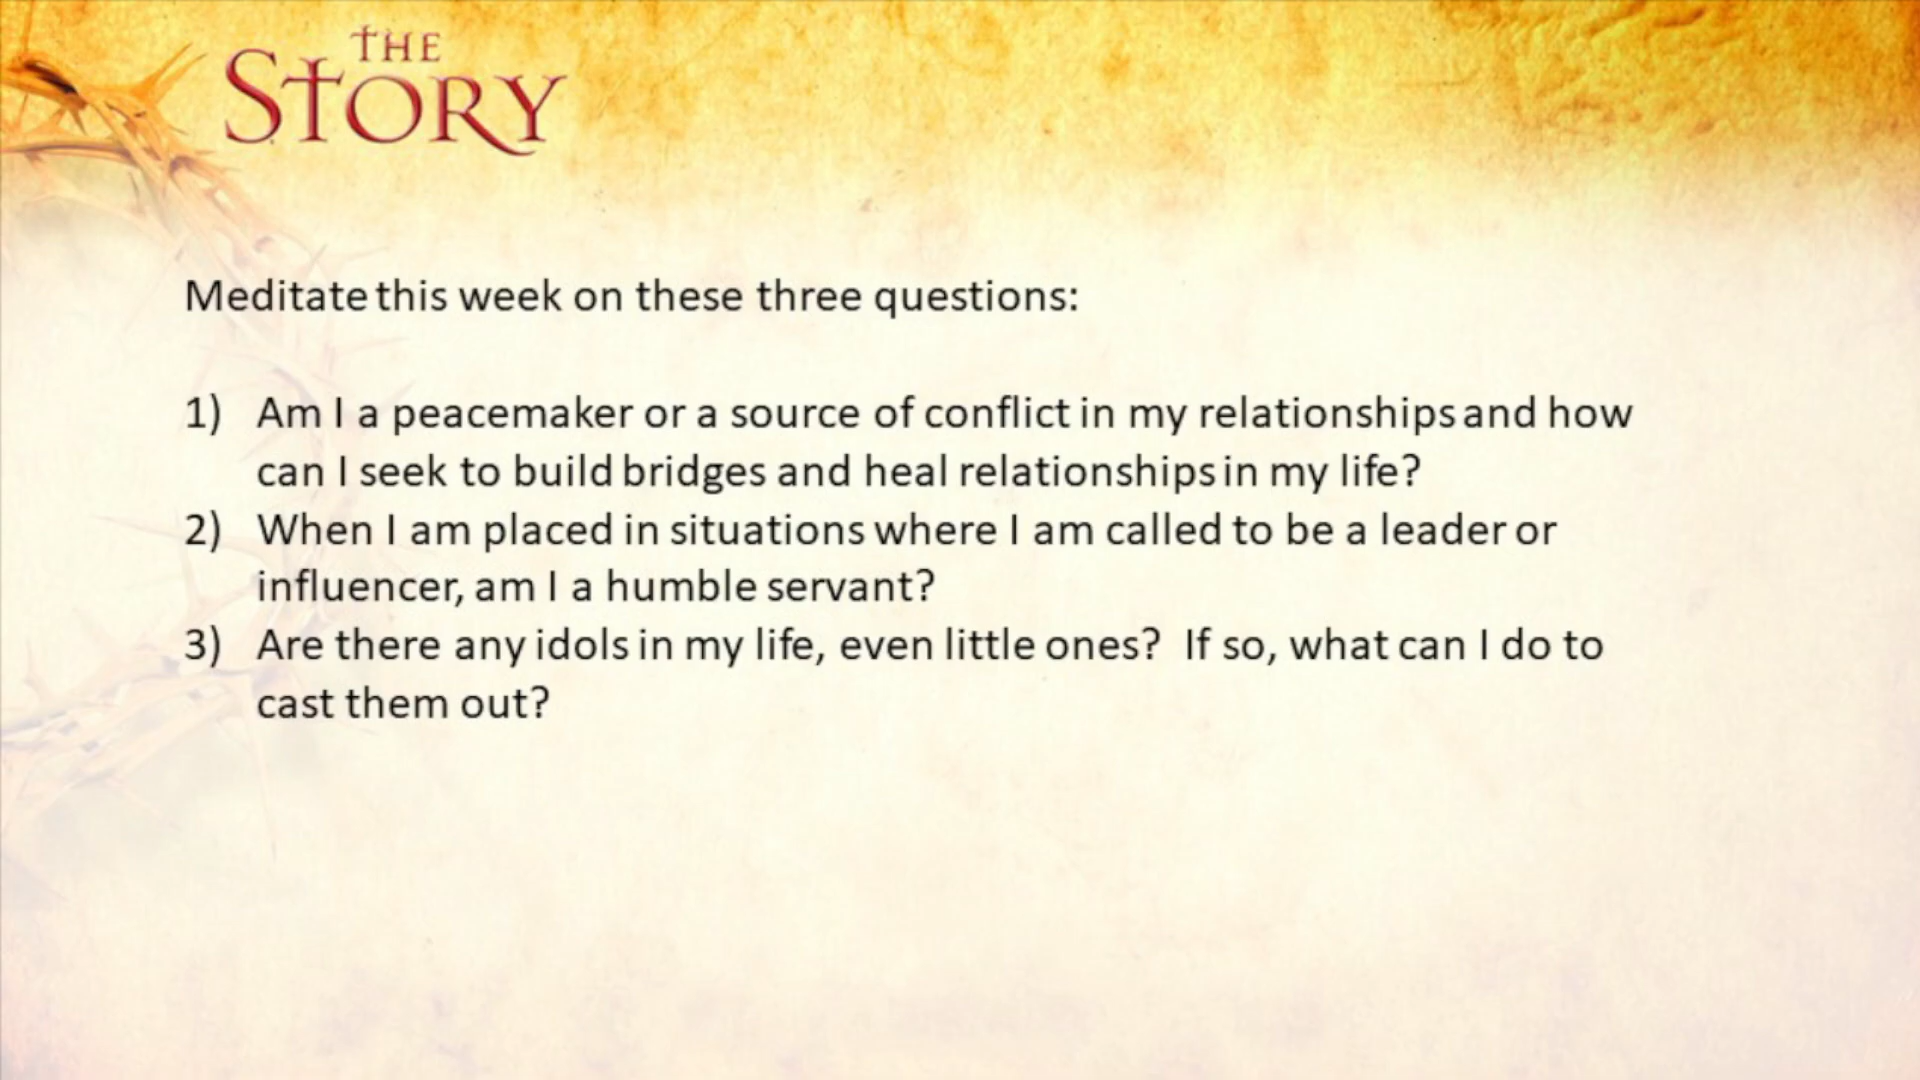 THE
STORY
Meditate this week on these three questions:
1) Am I a peacemaker or a source of conflict in my relationships and how
can I seek to build bridges and heal relationships in my life?
2) When I am placed in situations where I am called to be a leader or
influencer, am I a humble servant?
3) Are there any idols in my life, even little ones?  If so, what can I do to
cast them out?